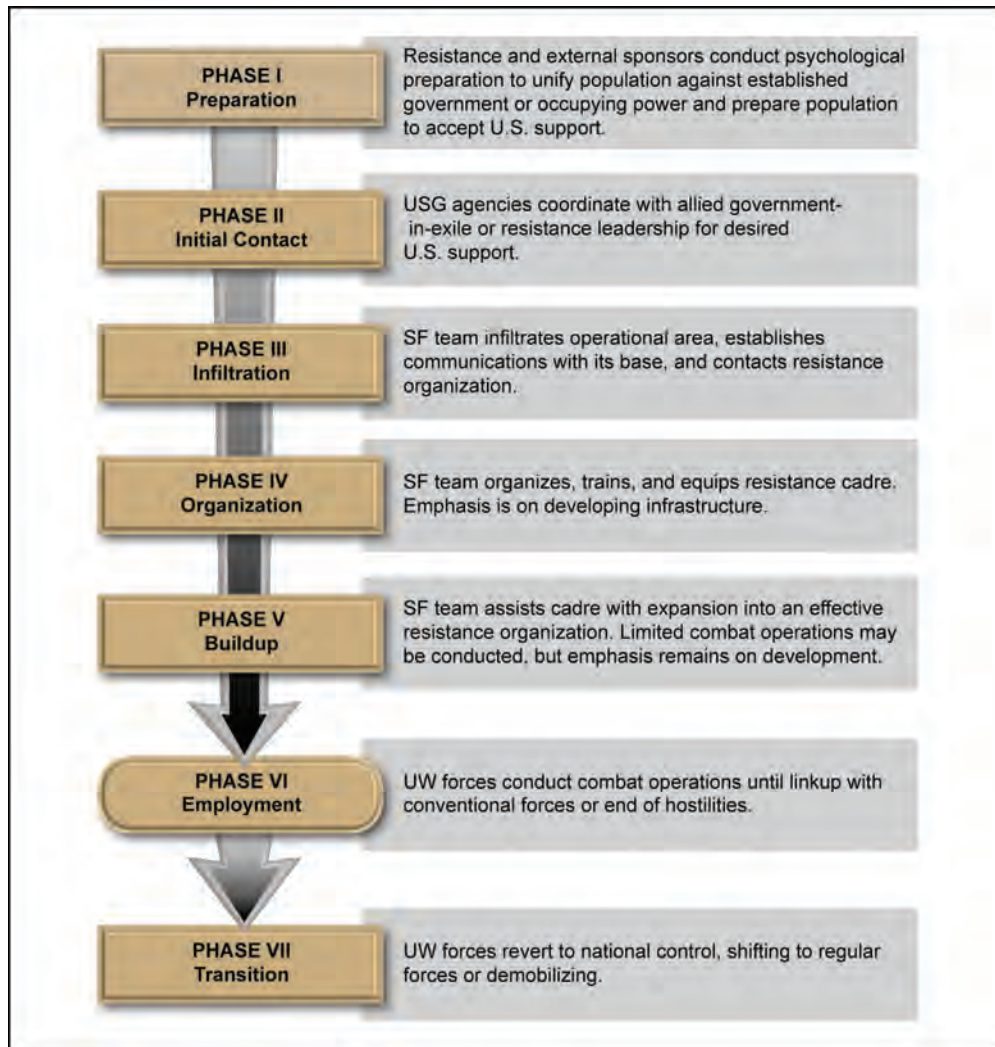 PHASE I
Preparation
Resistance and external sponsors conduct psychological
preparation to unify population against established
government or occupying power and prepare population
to accept U.S. support.
PHASE II
Initial Contact
USG agencies coordinate with allied government-
in-exile or resistance leadership for desired
U.S. support.
PHASE III
Infiltration
SF team infiltrates operational area, establishes
communications with its base, and contacts resistance
organization.
PHASE IV
Organization
SF team organizes, trains, and equips resistance cadre.
Emphasis is on developing infrastructure.
PHASE V
Buildup
SF team assists cadre with expansion into an effective
resistance organization. Limited combat operations may
be conducted, but emphasis remains on development.
PHASE VI
Employment
UW forces conduct combat operations until linkup with
conventional forces or end of hostilities.
PHASE VII
Transition
UW forces revert to national control, shifting to regular
forces or demobilizing.